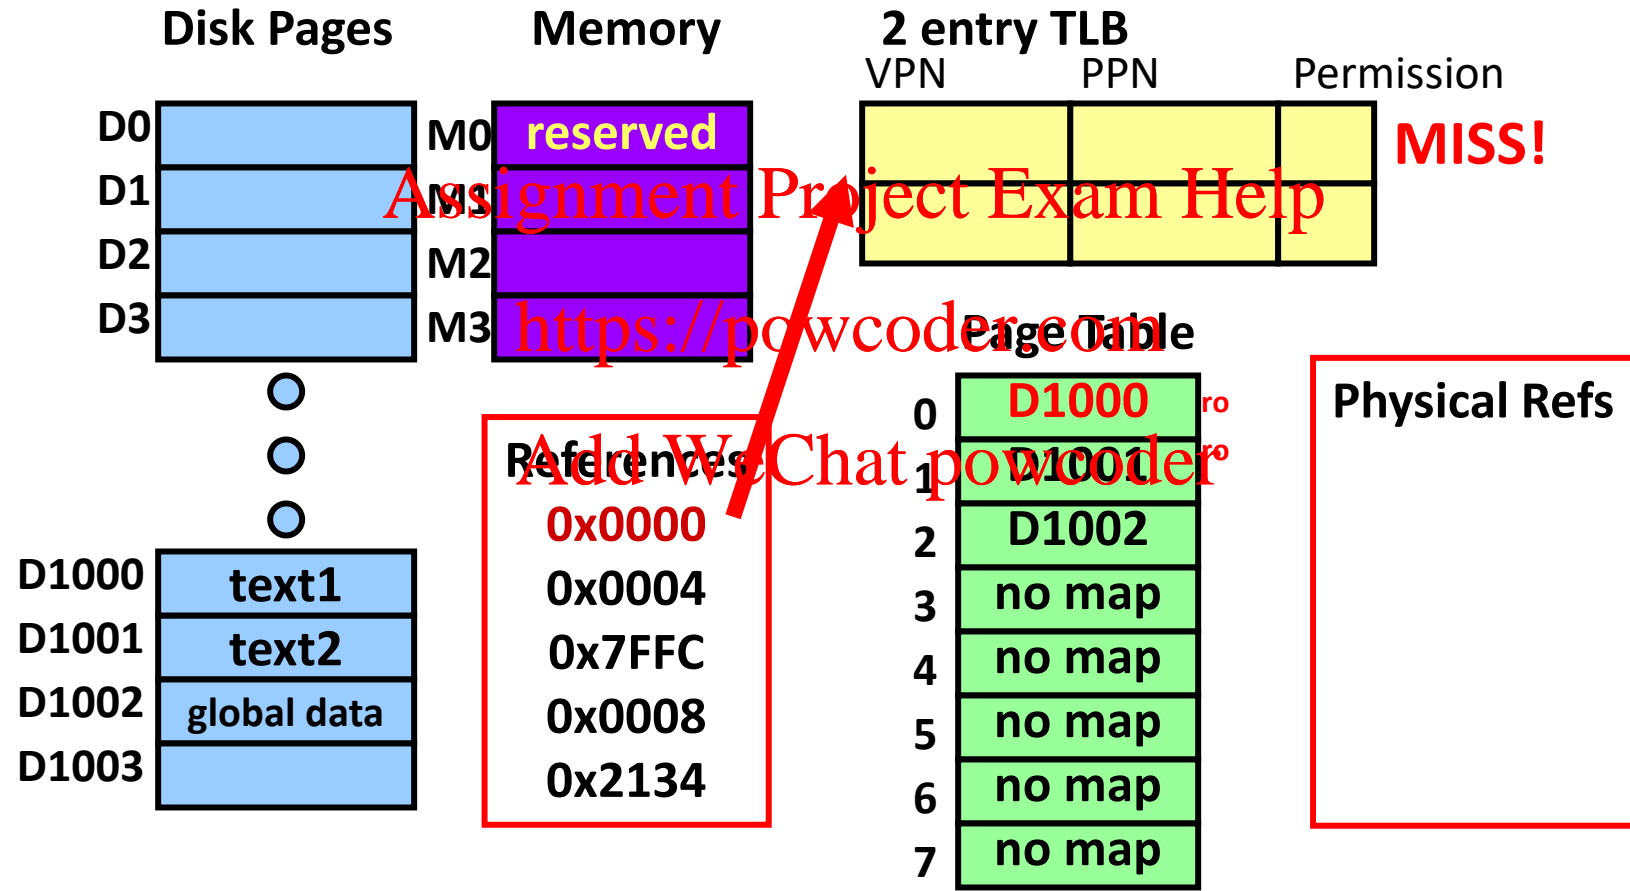 Disk Pages
Memory
2 entry TLB
VPN
PPN
Permission
D0
D1
D2
D3
M0
reserved
M1
M2
M3
MISS!
Assignment Project Exam Help
https://powcoder.com
Add WeChat powcoder
D1000
text1
D1001
text2
D1002
global data
D1003
References
0x0000
0x0004
0x7FFC
0x0008
0x2134
Page Table
0
D1000
ro
1
D1001
ro
2
D1002
3
no map
4
no map
5
no map
6
no map
7
no map
Physical Refs